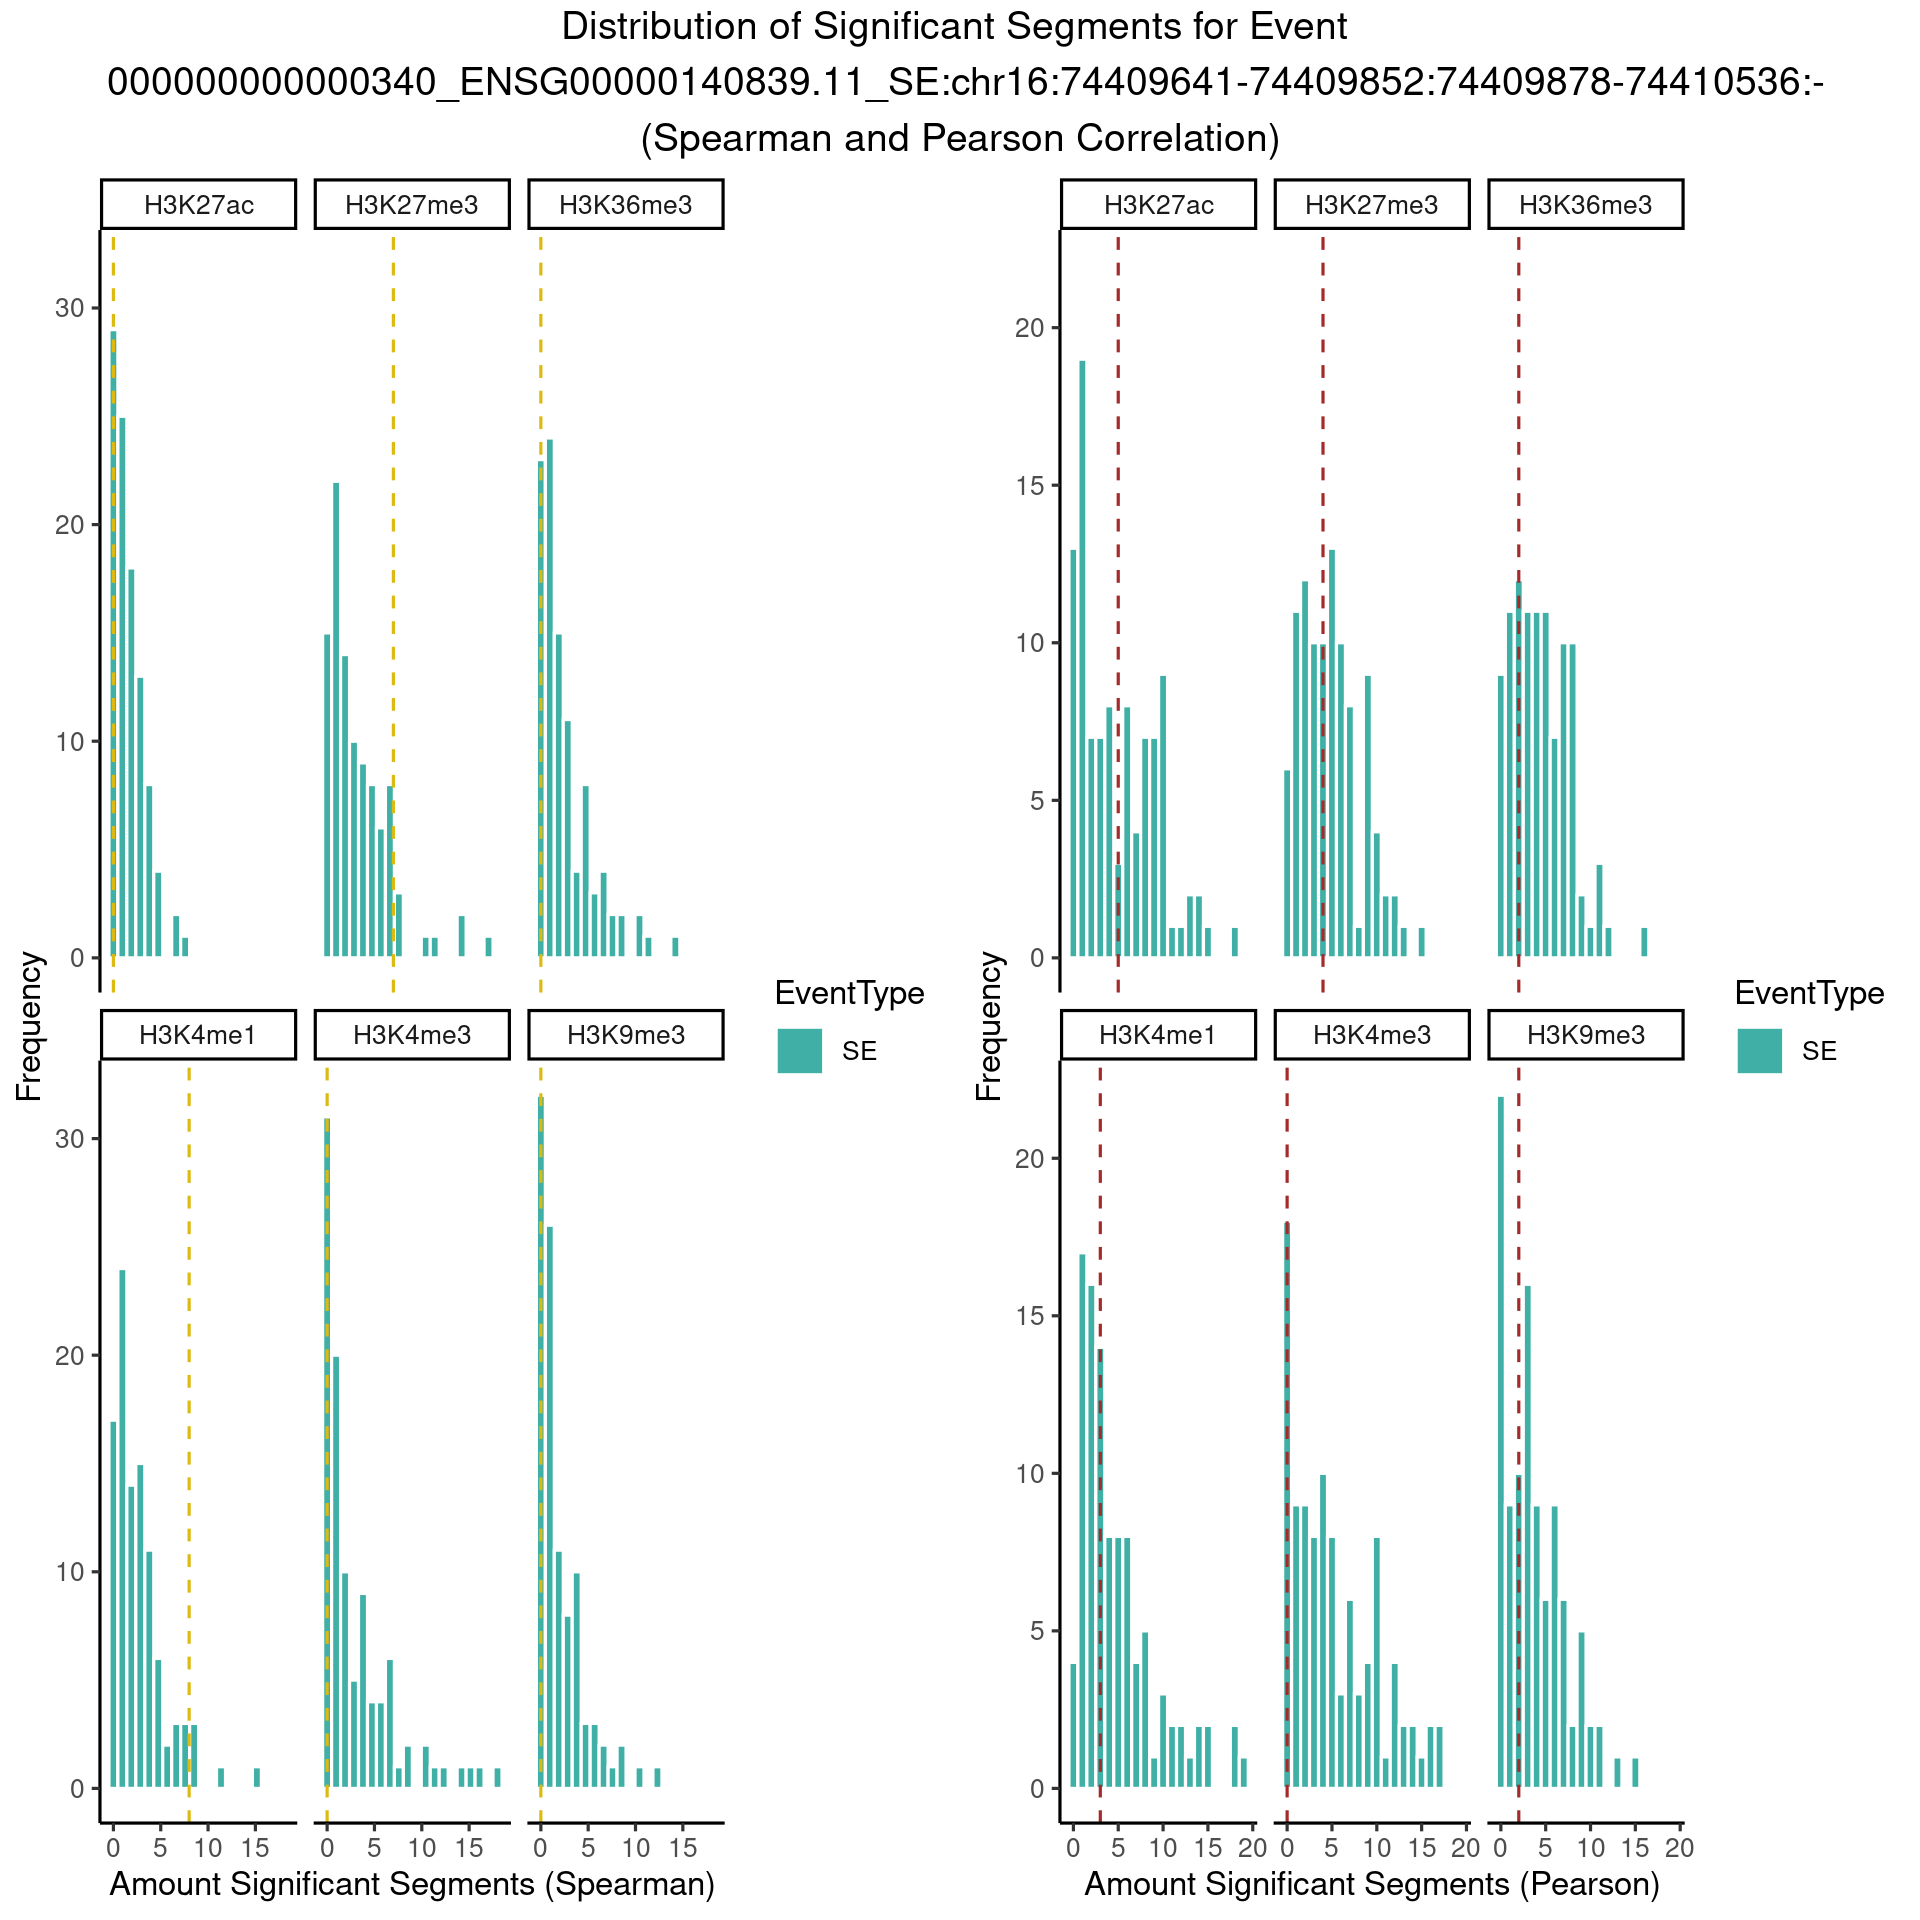 Distribution of Significant Segments for Event
000000000000340_ENSG00000140839.11_SE:chr16:74409641-74409852:74409878-74410536:-
(Spearman and Pearson Correlation)
H3K27ac
H3K27me3
H3K36me3
30
20
10
0
H3K4me1
H3K4me3
H3K9me3
30
20
10
0
0 5 10 15
0 5 10 15
0 5 10 15
Frequency
Amount Significant Segments (Spearman)
EventType
SE
H3K27ac
H3K27me3
H3K36me3
20
15
10
5
0
H3K4me1
H3K4me3
H3K9me3
20
15
10
5
0
0 5 10 15 20
0 5 10 15 20
0 5 10 15 20
Frequency
Amount Significant Segments (Pearson)
EventType
SE